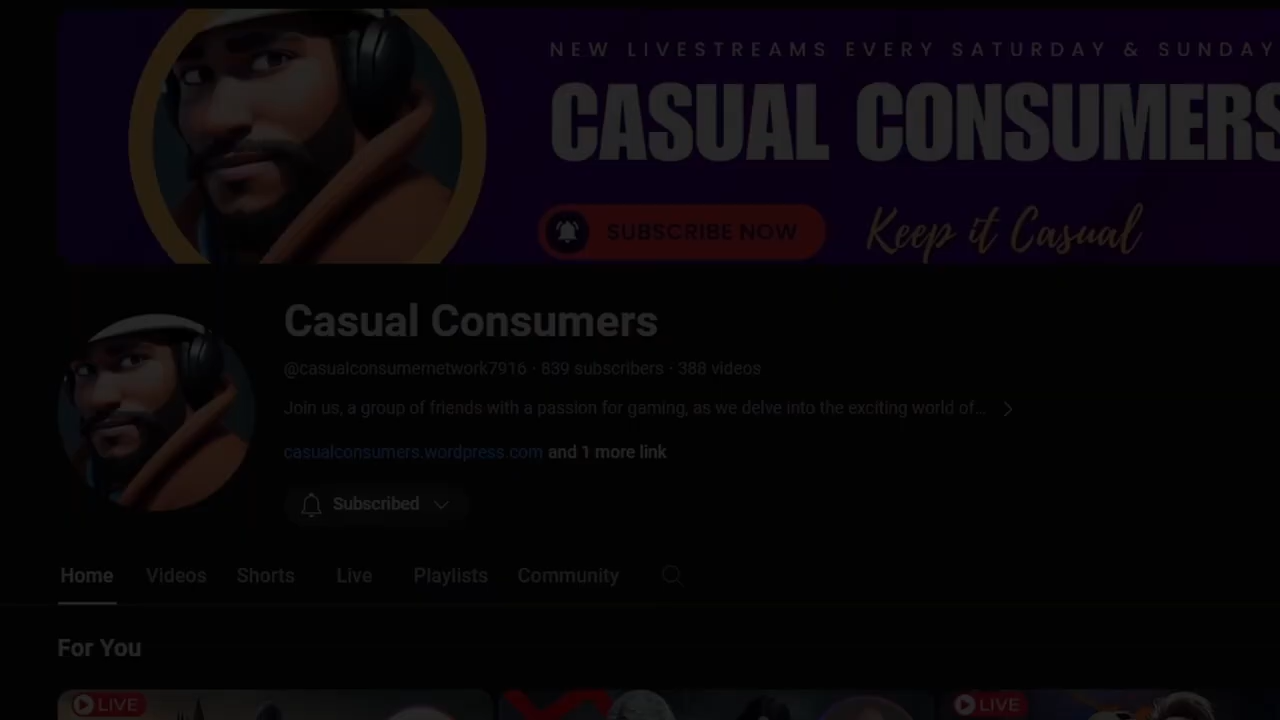 NEW LIVESTREAMS EVERY SATURDAY & SUNDAY
CASUAL CONSUMERS
SUBSCRIBE NOW
Keep it Casual
Casual Consumers
@casualconsumernetwork7916 · 839 subscribers · 388 videos
Join us, a group of friends with a passion for gaming, as we delve into the exciting world of...
casualconsumers.wordpress.com and 1 more link
Subscribed
Home Videos Shorts Live Playlists Community
For You
LIVE LIVE